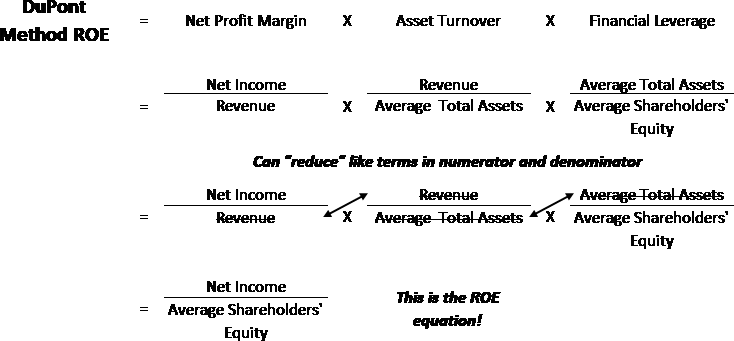 DuPont
Method ROE = Net Profit Margin X Asset Turnover X Financial Leverage
Net Income Revenue Average Total Assets
= Revenue X Average Total Assets X Average Shareholders'
Equity
Can "reduce" like terms in numerator and denominator
Net Income Revenue Average Total Assets
= Revenue X Average Total Assets X Average Shareholders'
Equity
Net Income
= Average Shareholders'
Equity
This is the ROE
equation!